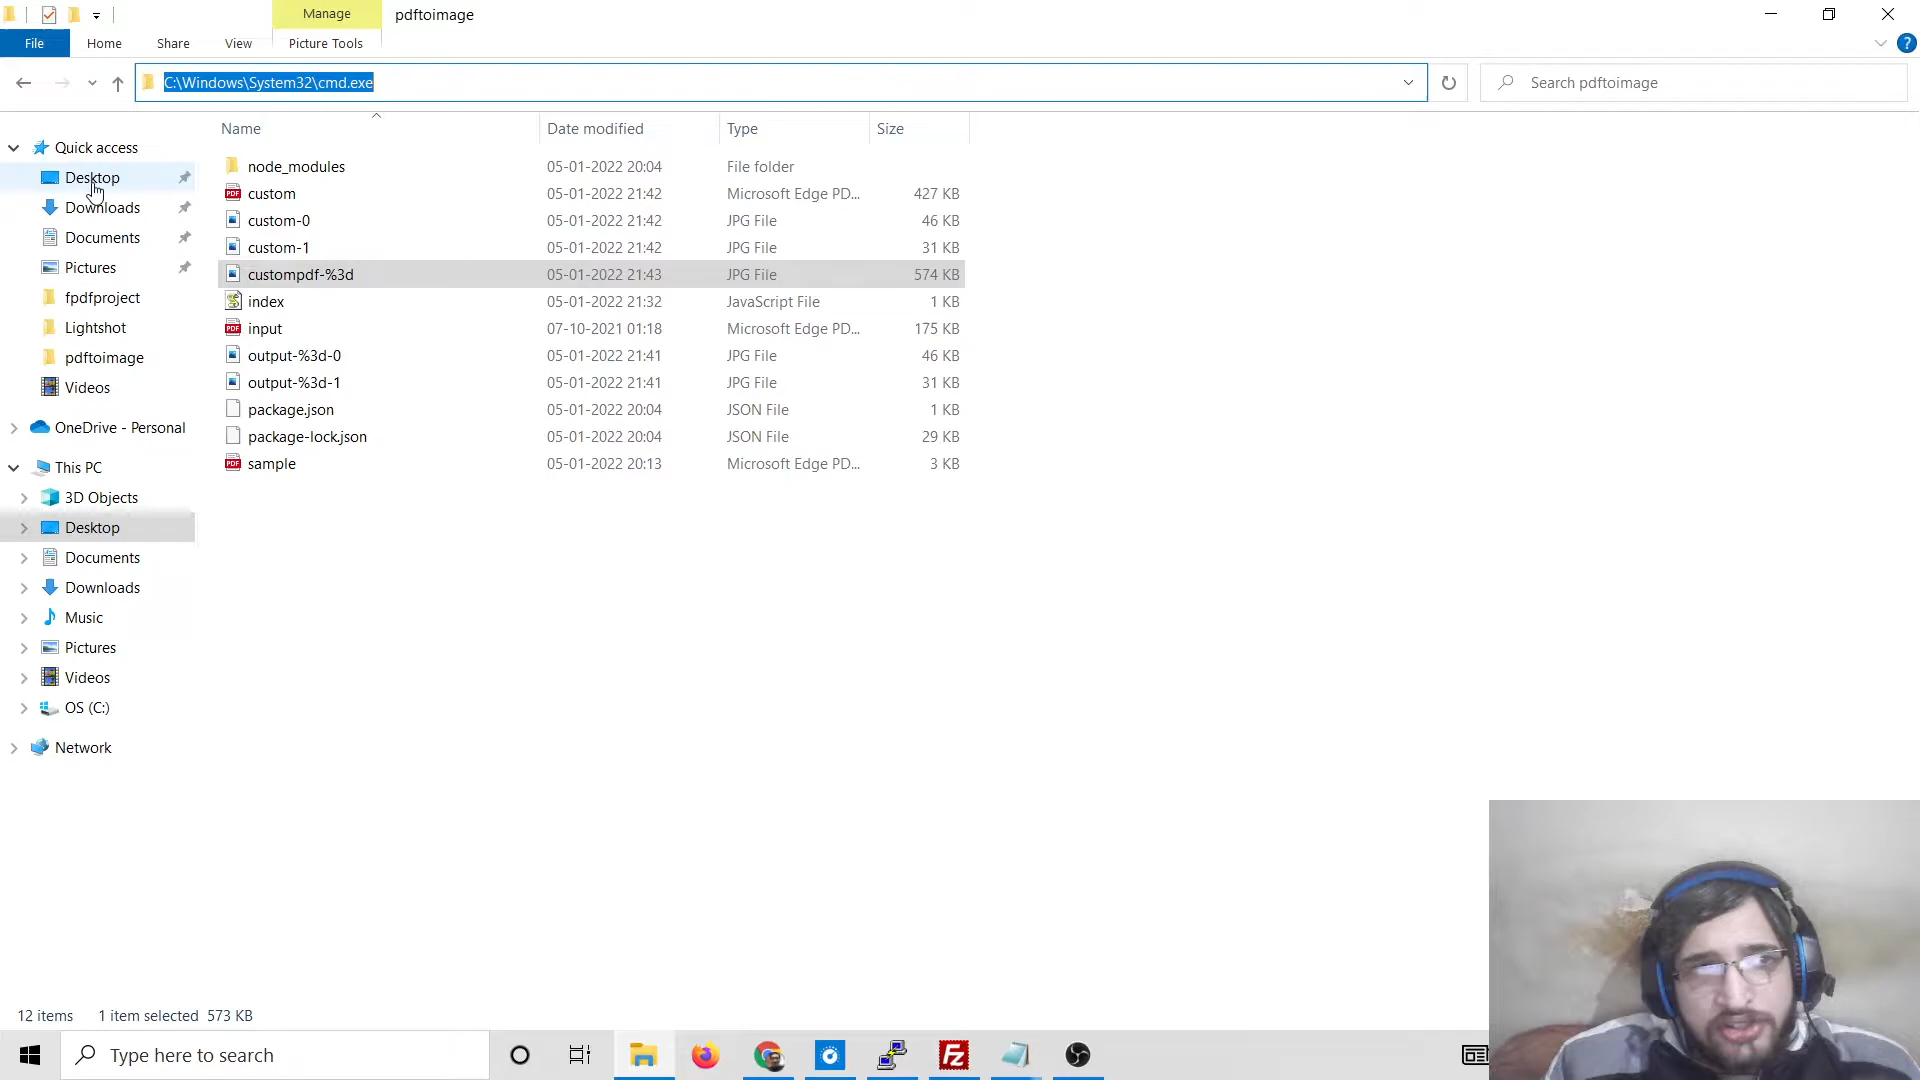 Manage
pdftoimage
File
Home
Share
View
Picture Tools
?
C:\Windows\System32\cmd.exe
Search pdftoimage
Name
Date modified
Type
Size
Quick access
Desktop
Downloads
Documents
Pictures
fpdfproject
Lightshot
pdftoimage
Videos
OneDrive - Personal
This PC
3D Objects
Desktop
Documents
Downloads
Music
Pictures
Videos
OS (C:)
Network
node_modules 05-01-2022 20:04 File folder
PDF custom 05-01-2022 21:42 Microsoft Edge PD... 427 KB
custom-0 05-01-2022 21:42 JPG File 46 KB
custom-1 05-01-2022 21:42 JPG File 31 KB
custompdf-%3d 05-01-2022 21:43 JPG File 574 KB
index 05-01-2022 21:32 JavaScript File 1 KB
PDF input 07-10-2021 01:18 Microsoft Edge PD... 175 KB
output-%3d-0 05-01-2022 21:41 JPG File 46 KB
output-%3d-1 05-01-2022 21:41 JPG File 31 KB
package.json 05-01-2022 20:04 JSON File 1 KB
package-lock.json 05-01-2022 20:04 JSON File 29 KB
PDF sample 05-01-2022 20:13 Microsoft Edge PD... 3 KB
12 items 1 item selected 573 KB
Type here to search
Fz